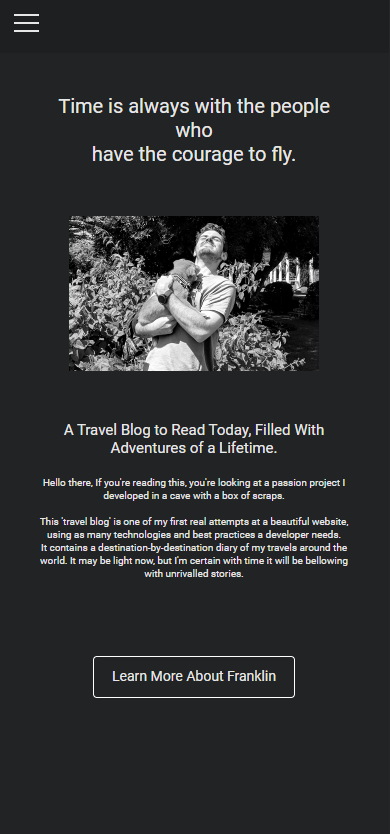 Time is always with the people
who
have the courage to fly.
A Travel Blog to Read Today, Filled With
Adventures of a Lifetime.
Hello there, If you're reading this, you're looking at a passion project I
developed in a cave with a box of scraps.
This 'travel blog' is one of my first real attempts at a beautiful website,
using as many technologies and best practices a developer needs.
It contains a destination-by-destination diary of my travels around the
world. It may be light now, but I'm certain with time it will be bellowing
with unrivalled stories.
Learn More About Franklin